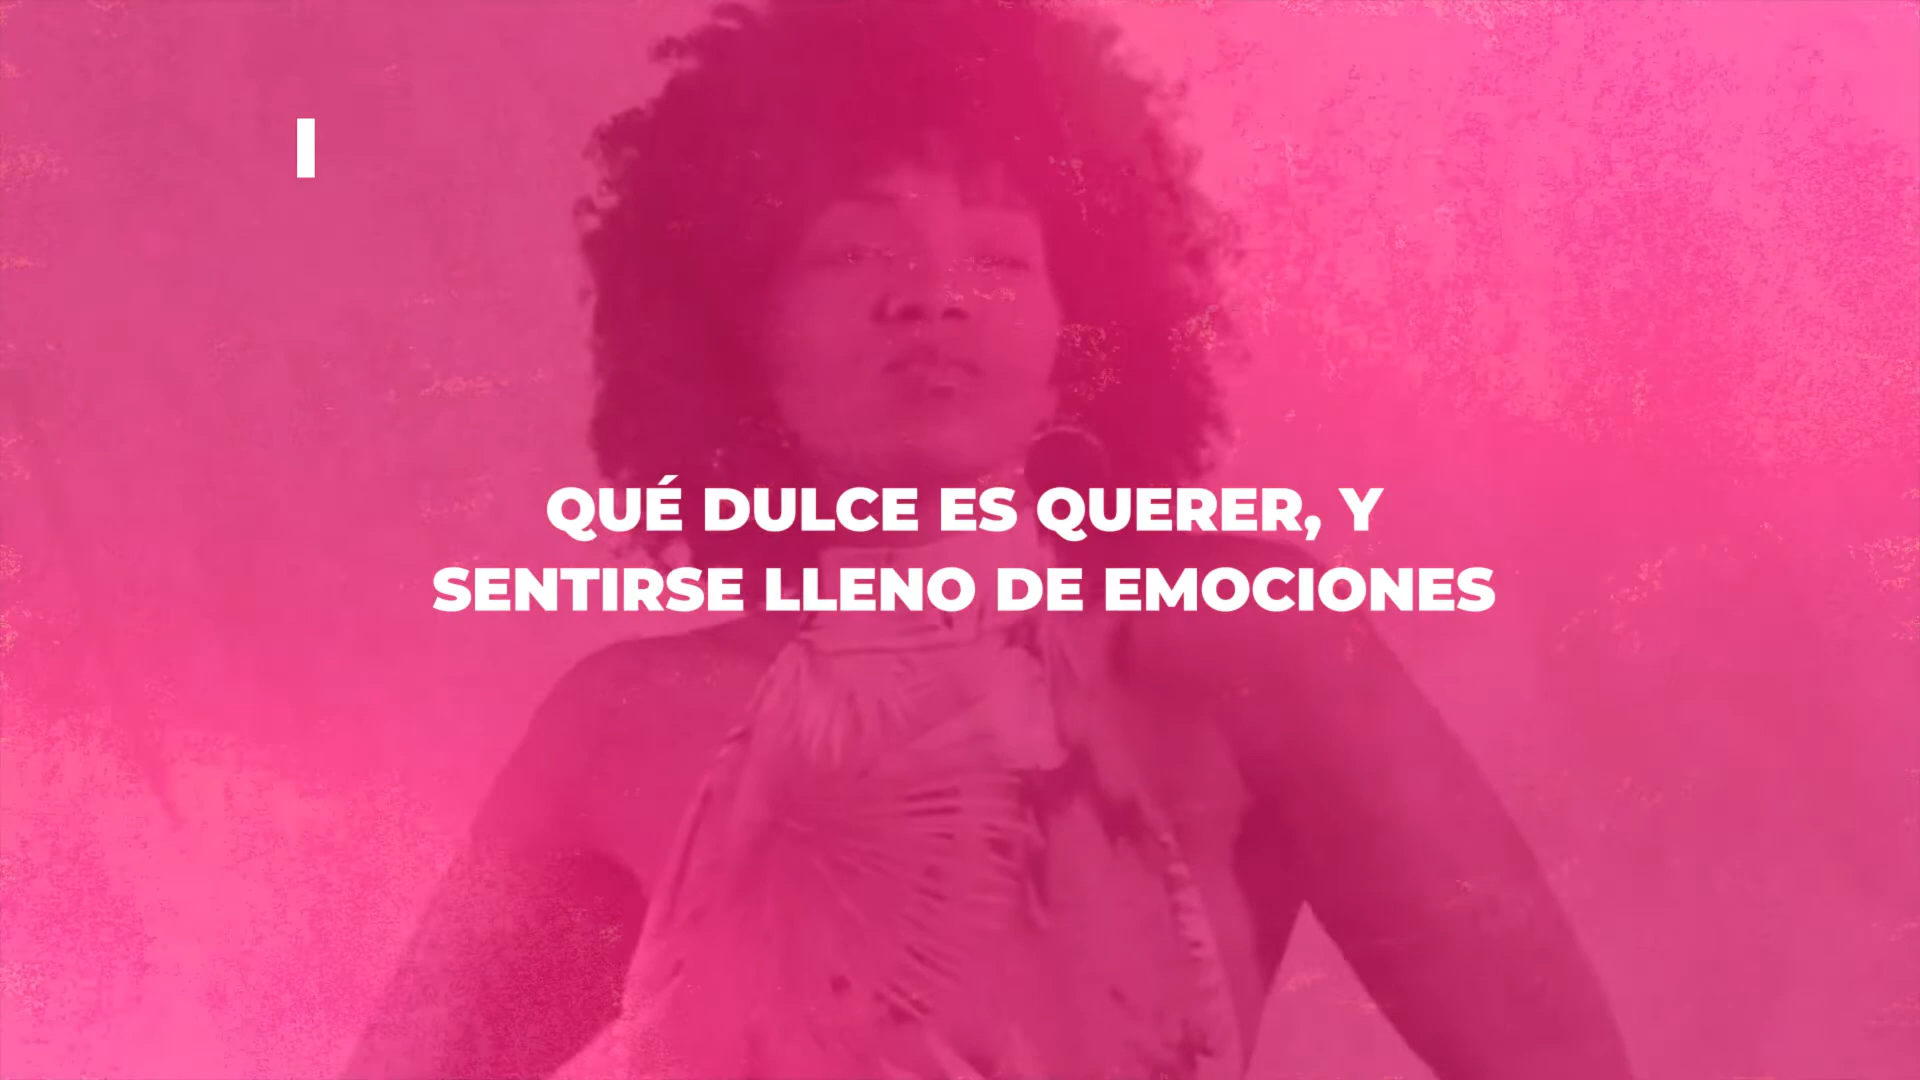 I
QUÉ DULCE ES QUERER, Y
SENTIRSE LLENO DE EMOCIONES